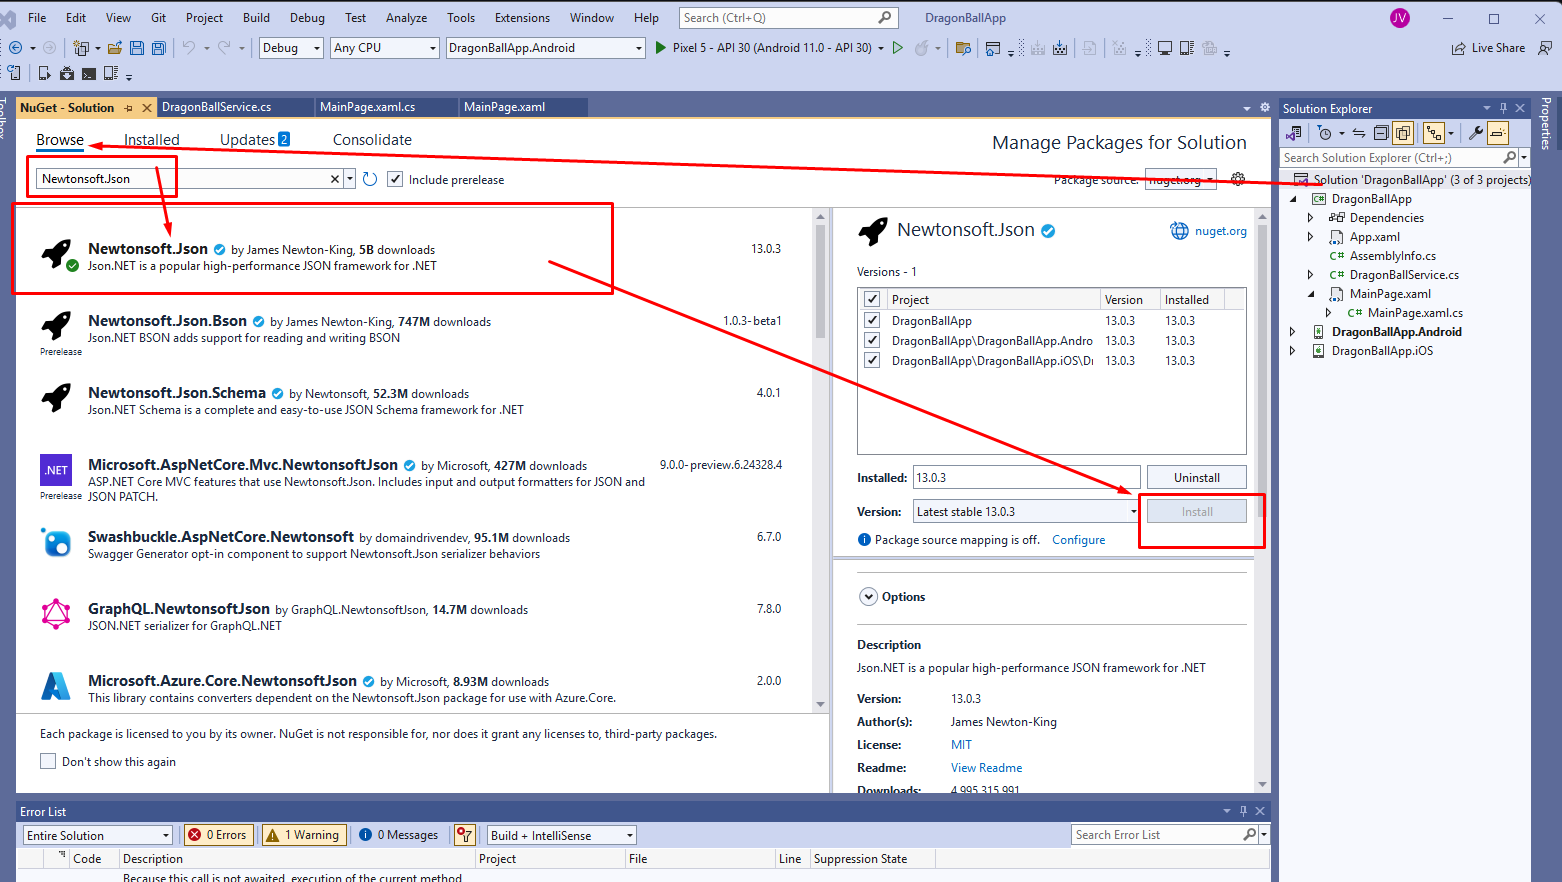 File Edit View Git Project Build Debug Test Analyze Tools Extensions Window Help Search (Ctrl+Q) DragonBallApp JV
Debug Any CPU DragonBallApp.Android Pixel 5 - API 30 (Android 11.0 - API 30) Live Share
Toolbox
NuGet - Solution DragonBallService.cs MainPage.xaml.cs MainPage.xaml
Browse Installed Updates 2 Consolidate
Manage Packages for Solution
Newtonsoft.Json Include prerelease Package source: nuget.org
Newtonsoft.Json by James Newton-King, 5B downloads 13.0.3
Json.NET is a popular high-performance JSON framework for .NET
Newtonsoft.Json.Bson by James Newton-King, 747M downloads 1.0.3-beta1
Json.NET BSON adds support for reading and writing BSON
Prerelease
Newtonsoft.Json.Schema by Newtonsoft, 52.3M downloads 4.0.1
Json.NET Schema is a complete and easy-to-use JSON Schema framework for .NET
.NET
Microsoft.AspNetCore.Mvc.NewtonsoftJson by Microsoft, 427M downloads 9.0.0-preview.6.24328.4
ASP.NET Core MVC features that use Newtonsoft.Json. Includes input and output formatters for JSON and
Prerelease JSON PATCH.
Swashbuckle.AspNetCore.Newtonsoft by domaindrivendev, 95.1M downloads 6.7.0
Swagger Generator opt-in component to support Newtonsoft.Json serializer behaviors
GraphQL.NewtonsoftJson by GraphQL.NewtonsoftJson, 14.7M downloads 7.8.0
JSON.NET serializer for GraphQL.NET
Microsoft.Azure.Core.NewtonsoftJson by Microsoft, 8.93M downloads 2.0.0
This library contains converters dependent on the Newtonsoft.Json package for use with Azure.Core.
Each package is licensed to you by its owner. NuGet is not responsible for, nor does it grant any licenses to, third-party packages.
Don't show this again
Newtonsoft.Json nuget.org
Versions - 1
Project Version Installed
DragonBallApp 13.0.3 13.0.3
DragonBallApp\DragonBallApp.Andro 13.0.3 13.0.3
DragonBallApp\DragonBallApp.iOS\Di 13.0.3 13.0.3
Installed: 13.0.3 Uninstall
Version: Latest stable 13.0.3 Install
Package source mapping is off. Configure
Options
Description
Json.NET is a popular high-performance JSON framework for .NET
Version: 13.0.3
Author(s): James Newton-King
License: MIT
Readme: View Readme
Downloads: 4,995,315,991
Solution Explorer
Search Solution Explorer (Ctrl+;)
Solution 'DragonBallApp' (3 of 3 projects)
C# DragonBallApp
Dependencies
App.xaml
C# AssemblyInfo.cs
C# DragonBallService.cs
MainPage.xaml
C# MainPage.xaml.cs
DragonBallApp.Android
DragonBallApp.iOS
Properties
Error List
Entire Solution 0 Errors 1 Warning 0 Messages Build + IntelliSense Search Error List
Code Description Project File Line Suppression State
Because this call is not awaited, execution of the current method